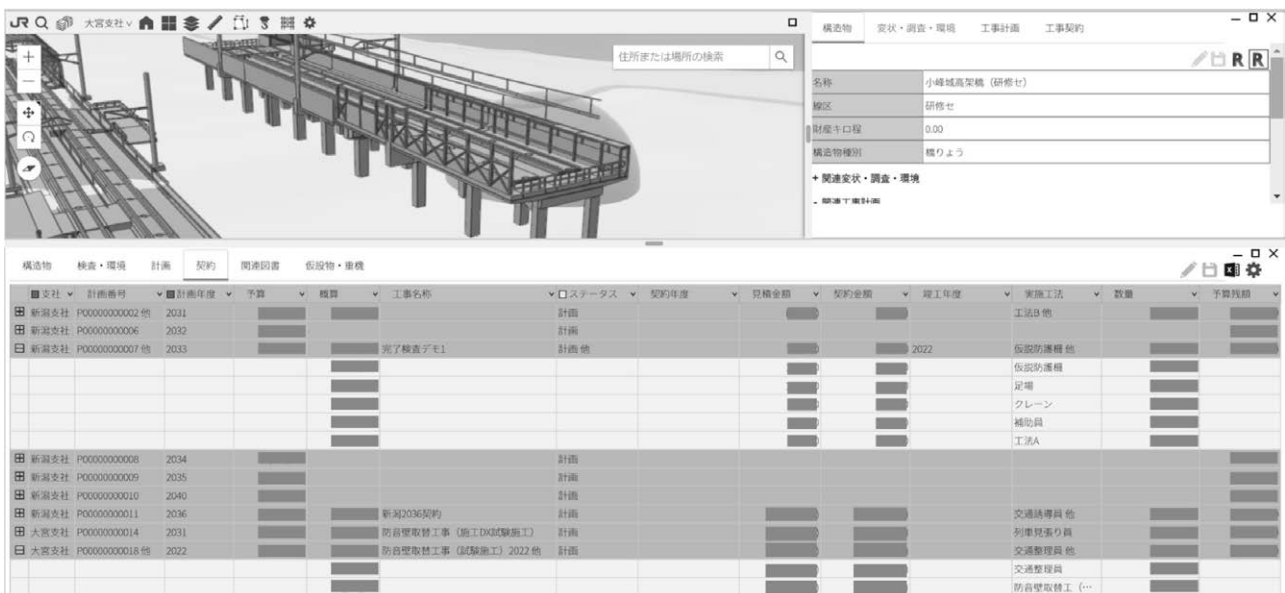 JR 大宮支社
住所または場所の検索
構造物 変状・調査・環境 工事計画 工事契約
R R
名称 小峰城高架橋(研修セ)
線区 研修セ
財産キロ程 0.00
構造物種別 橋りょう
+ 関連変状・調査・環境
- 関連工事計画
構造物 検査・環境 計画 契約 関連図書 仮設物・重機
支社 計画番号 計画年度 予算 概算 工事名称 ステータス 契約年度 見積金額 契約金額 竣工年度 実施工法 数量 予算残額
新潟支社 P00000000002 他 2031 計画 工法B 他
新潟支社 P00000000006 2032 計画
新潟支社 P00000000007 他 2033 完了検査デモ1 計画 他 2022 仮設防護柵 他
仮設防護柵
足場
クレーン
補助員
工法A
新潟支社 P00000000008 2034 計画
新潟支社 P00000000009 2035 計画
新潟支社 P00000000010 2040 計画
新潟支社 P00000000011 2036 新潟2036契約 計画 交通誘導員 他
大宮支社 P00000000014 2031 防音壁取替工事(施工DX試験施工) 計画 列車見張り員
大宮支社 P00000000018 他 2022 防音壁取替工事(試験施工)2022 他 計画 交通整理員 他
交通整理員
防音壁取替工(…